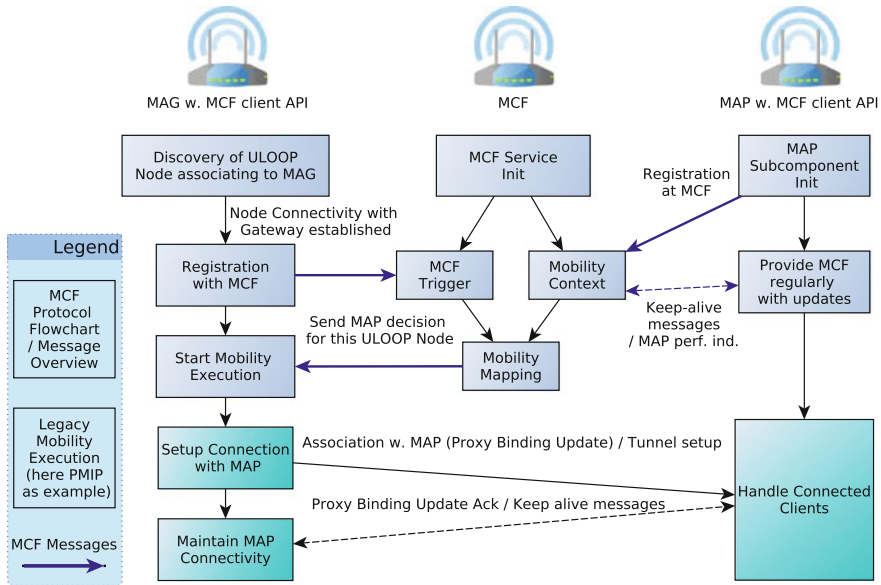 MAG w. MCF client API
MCF
MAP w. MCF client API
Discovery of ULOOP
Node associating to MAG
MCF Service
Init
MAP
Subcomponent
Init
Registration
at MCF
Node Connectivity with
Gateway established
Legend
MCF
Protocol
Flowchart
/ Message
Overview
Legacy
Mobility
Execution
(here PMIP
as example)
MCF Messages
Registration
with MCF
MCF
Trigger
Mobility
Context
Provide MCF
regularly
with updates
Keep-alive
messages
/ MAP perf. ind.
Send MAP decision
for this ULOOP Node
Start Mobility
Execution
Mobility
Mapping
Setup Connection
with MAP
Association w. MAP (Proxy Binding Update) / Tunnel setup
Handle Connected
Clients
Proxy Binding Update Ack / Keep alive messages
Maintain MAP
Connectivity